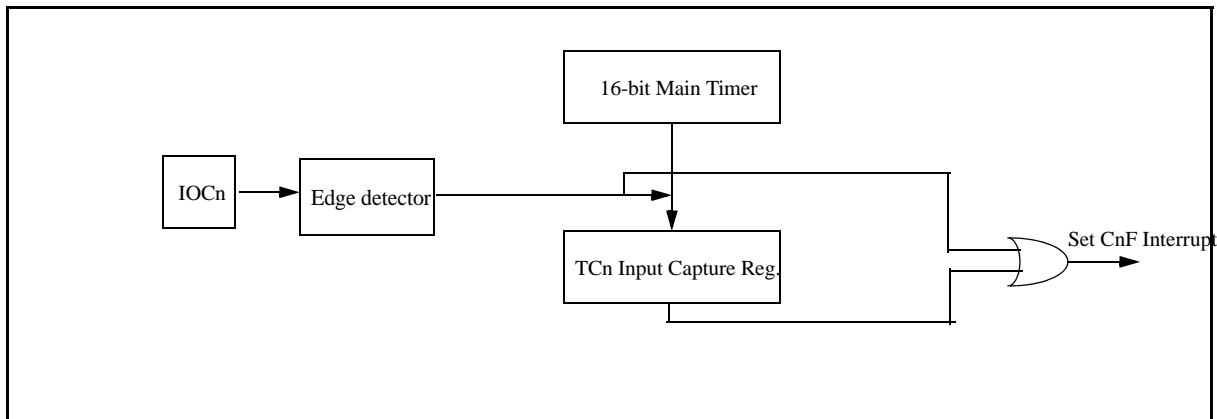 16-bit Main Timer
IOCn
Edge detector
TCn Input Capture Reg.
Set CnF Interrupt